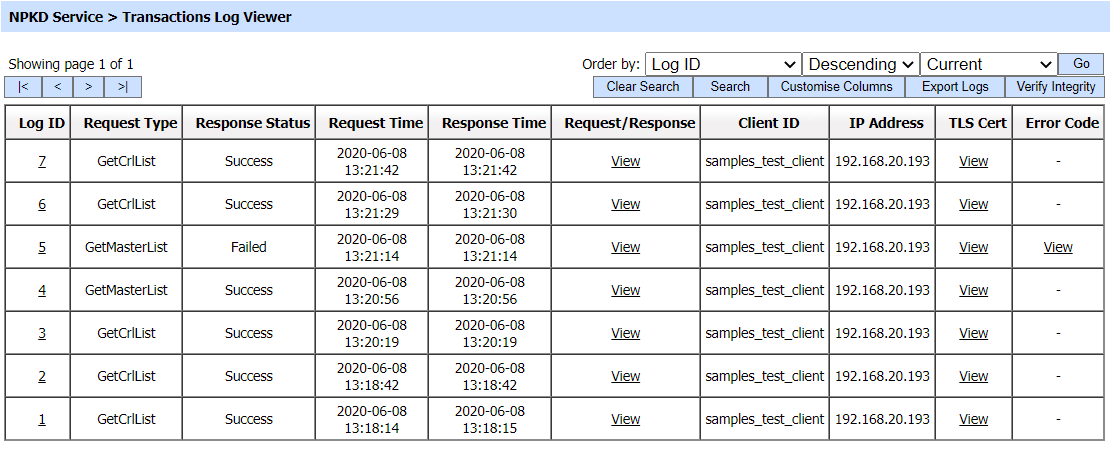 NPKD Service > Transactions Log Viewer
Showing page 1 of 1
Order by: Log ID Descending Current Go
|< < > >| Clear Search Search Customise Columns Export Logs Verify Integrity
Log ID Request Type Response Status Request Time Response Time Request/Response Client ID IP Address TLS Cert Error Code
7 GetCrlList Success 2020-06-08 13:21:42 2020-06-08 13:21:42 View samples_test_client 192.168.20.193 View -
6 GetCrlList Success 2020-06-08 13:21:29 2020-06-08 13:21:30 View samples_test_client 192.168.20.193 View -
5 GetMasterList Failed 2020-06-08 13:21:14 2020-06-08 13:21:14 View samples_test_client 192.168.20.193 View View
4 GetMasterList Success 2020-06-08 13:20:56 2020-06-08 13:20:56 View samples_test_client 192.168.20.193 View -
3 GetCrlList Success 2020-06-08 13:20:19 2020-06-08 13:20:19 View samples_test_client 192.168.20.193 View -
2 GetCrlList Success 2020-06-08 13:18:42 2020-06-08 13:18:42 View samples_test_client 192.168.20.193 View -
1 GetCrlList Success 2020-06-08 13:18:14 2020-06-08 13:18:15 View samples_test_client 192.168.20.193 View -